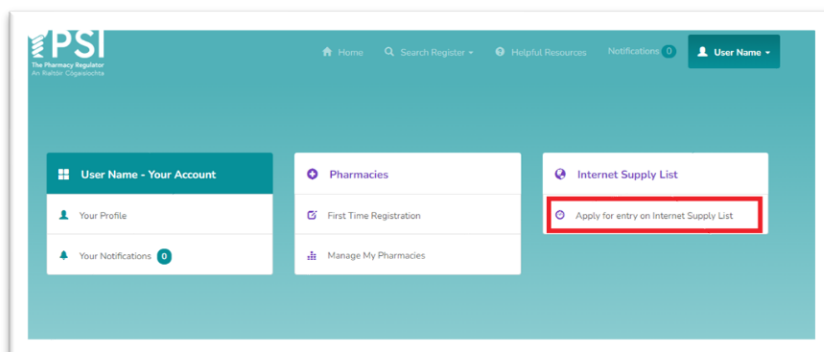 PSI
The Pharmacy Regulator
An Rialtóir Cógaisíochta
Home Search Register Helpful Resources Notifications 0 User Name
User Name - Your Account
Your Profile
Your Notifications 0
Pharmacies
First Time Registration
Manage My Pharmacies
Internet Supply List
Apply for entry on Internet Supply List